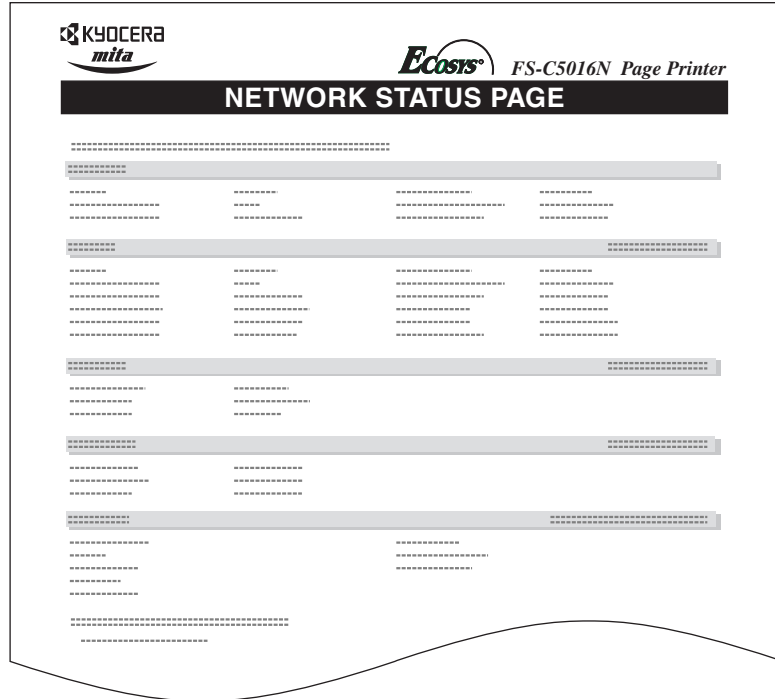 KYOCERA
mita
Ecosys FS-C5016N Page Printer
NETWORK STATUS PAGE